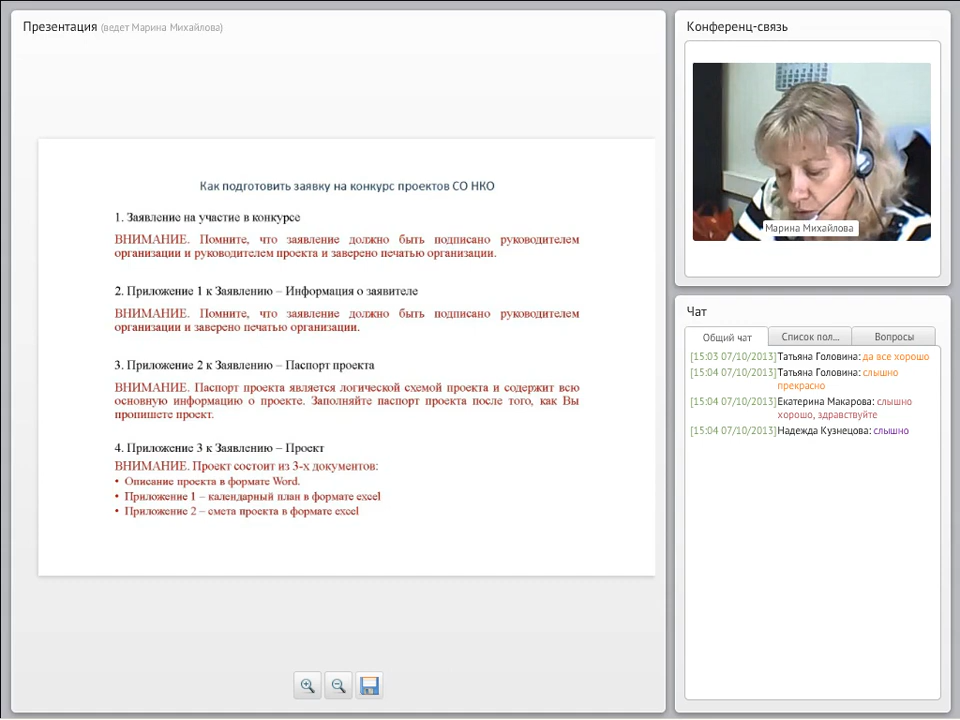 Презентация (ведет Марина Михайлова)
Как подготовить заявку на конкурс проектов СО НКО
1. Заявление на участие в конкурсе
ВНИМАНИЕ. Помните, что заявление должно быть подписано руководителем
организации и руководителем проекта и заверено печатью организации.
2. Приложение 1 к Заявлению – Информация о заявителе
ВНИМАНИЕ. Помните, что заявление должно быть подписано руководителем
организации и заверено печатью организации.
3. Приложение 2 к Заявлению – Паспорт проекта
ВНИМАНИЕ. Паспорт проекта является логической схемой проекта и содержит всю
основную информацию о проекте. Заполняйте паспорт проекта после того, как Вы
пропишете проект.
4. Приложение 3 к Заявлению – Проект
ВНИМАНИЕ. Проект состоит из 3-х документов:
• Описание проекта в формате Word.
• Приложение 1 – календарный план в формате excel
• Приложение 2 – смета проекта в формате excel
Конференц-связь
Марина Михайлова
Чат
Общий чат
Список пол...
Вопросы
[15:03 07/10/2013] Татьяна Головина: да все хорошо
[15:04 07/10/2013] Татьяна Головина: слышно
прекрасно
[15:04 07/10/2013] Екатерина Макарова: слышно
хорошо, здравствуйте
[15:04 07/10/2013] Надежда Кузнецова: слышно